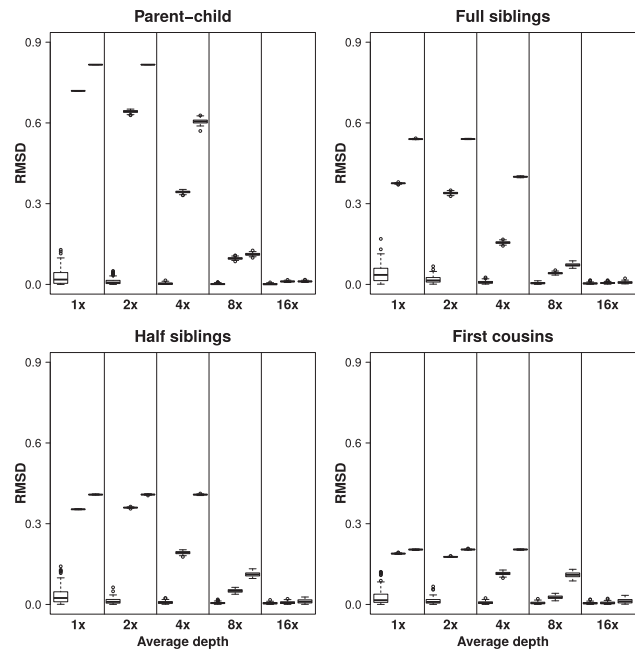 Parent−child
Full siblings
RMSD
0.9
0.6
0.3
0.0
1x 2x 4x 8x 16x
RMSD
0.9
0.6
0.3
0.0
1x 2x 4x 8x 16x
Half siblings
First cousins
RMSD
0.9
0.6
0.3
0.0
1x 2x 4x 8x 16x
Average depth
RMSD
0.9
0.6
0.3
0.0
1x 2x 4x 8x 16x
Average depth